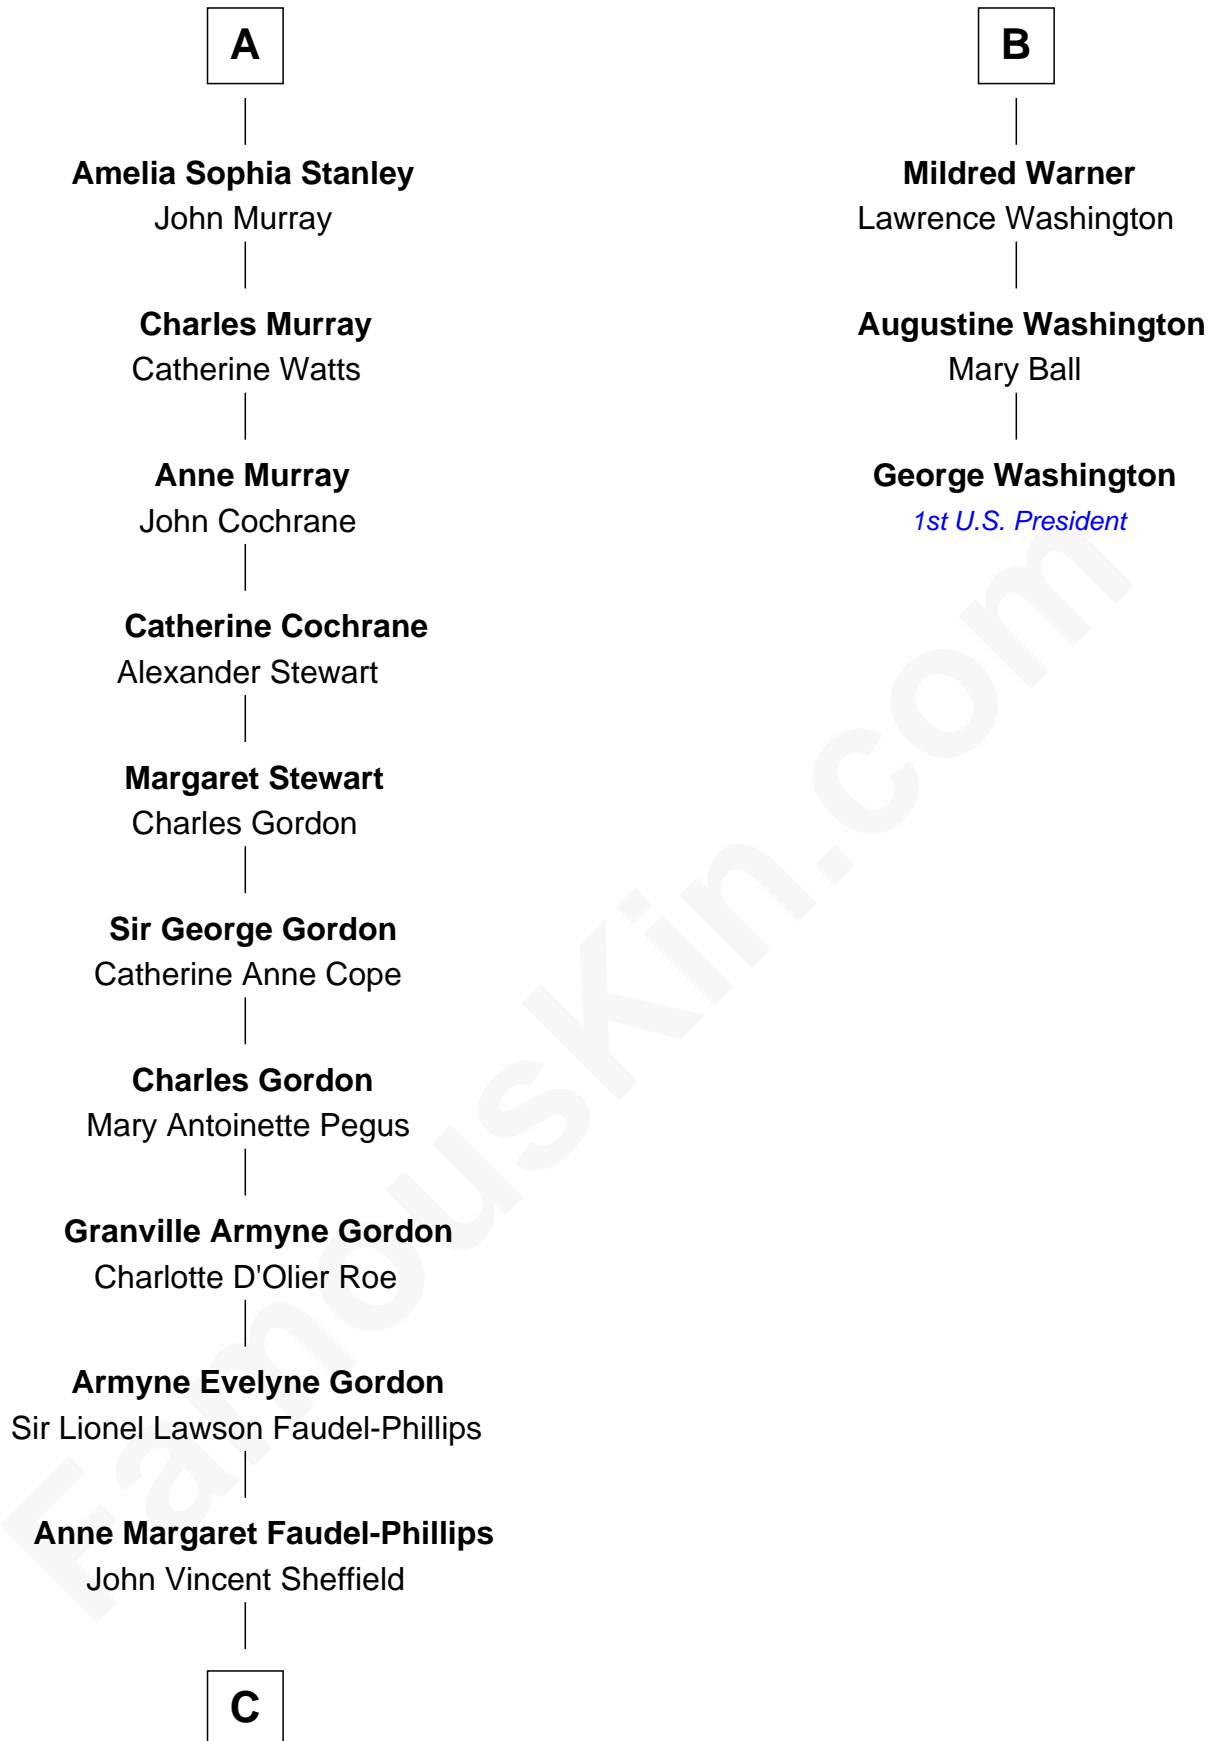 A
Amelia Sophia Stanley
John Murray
Charles Murray
Catherine Watts
Anne Murray
John Cochrane
Catherine Cochrane
Alexander Stewart
Margaret Stewart
Charles Gordon
Sir George Gordon
Catherine Anne Cope
Charles Gordon
Mary Antoinette Pegus
Granville Armyne Gordon
Charlotte D'Olier Roe
Armyne Evelyne Gordon
Sir Lionel Lawson Faudel-Phillips
Anne Margaret Faudel-Phillips
John Vincent Sheffield
C
B
Mildred Warner
Lawrence Washington
Augustine Washington
Mary Ball
George Washington
1st U.S. President
FamousKin.com